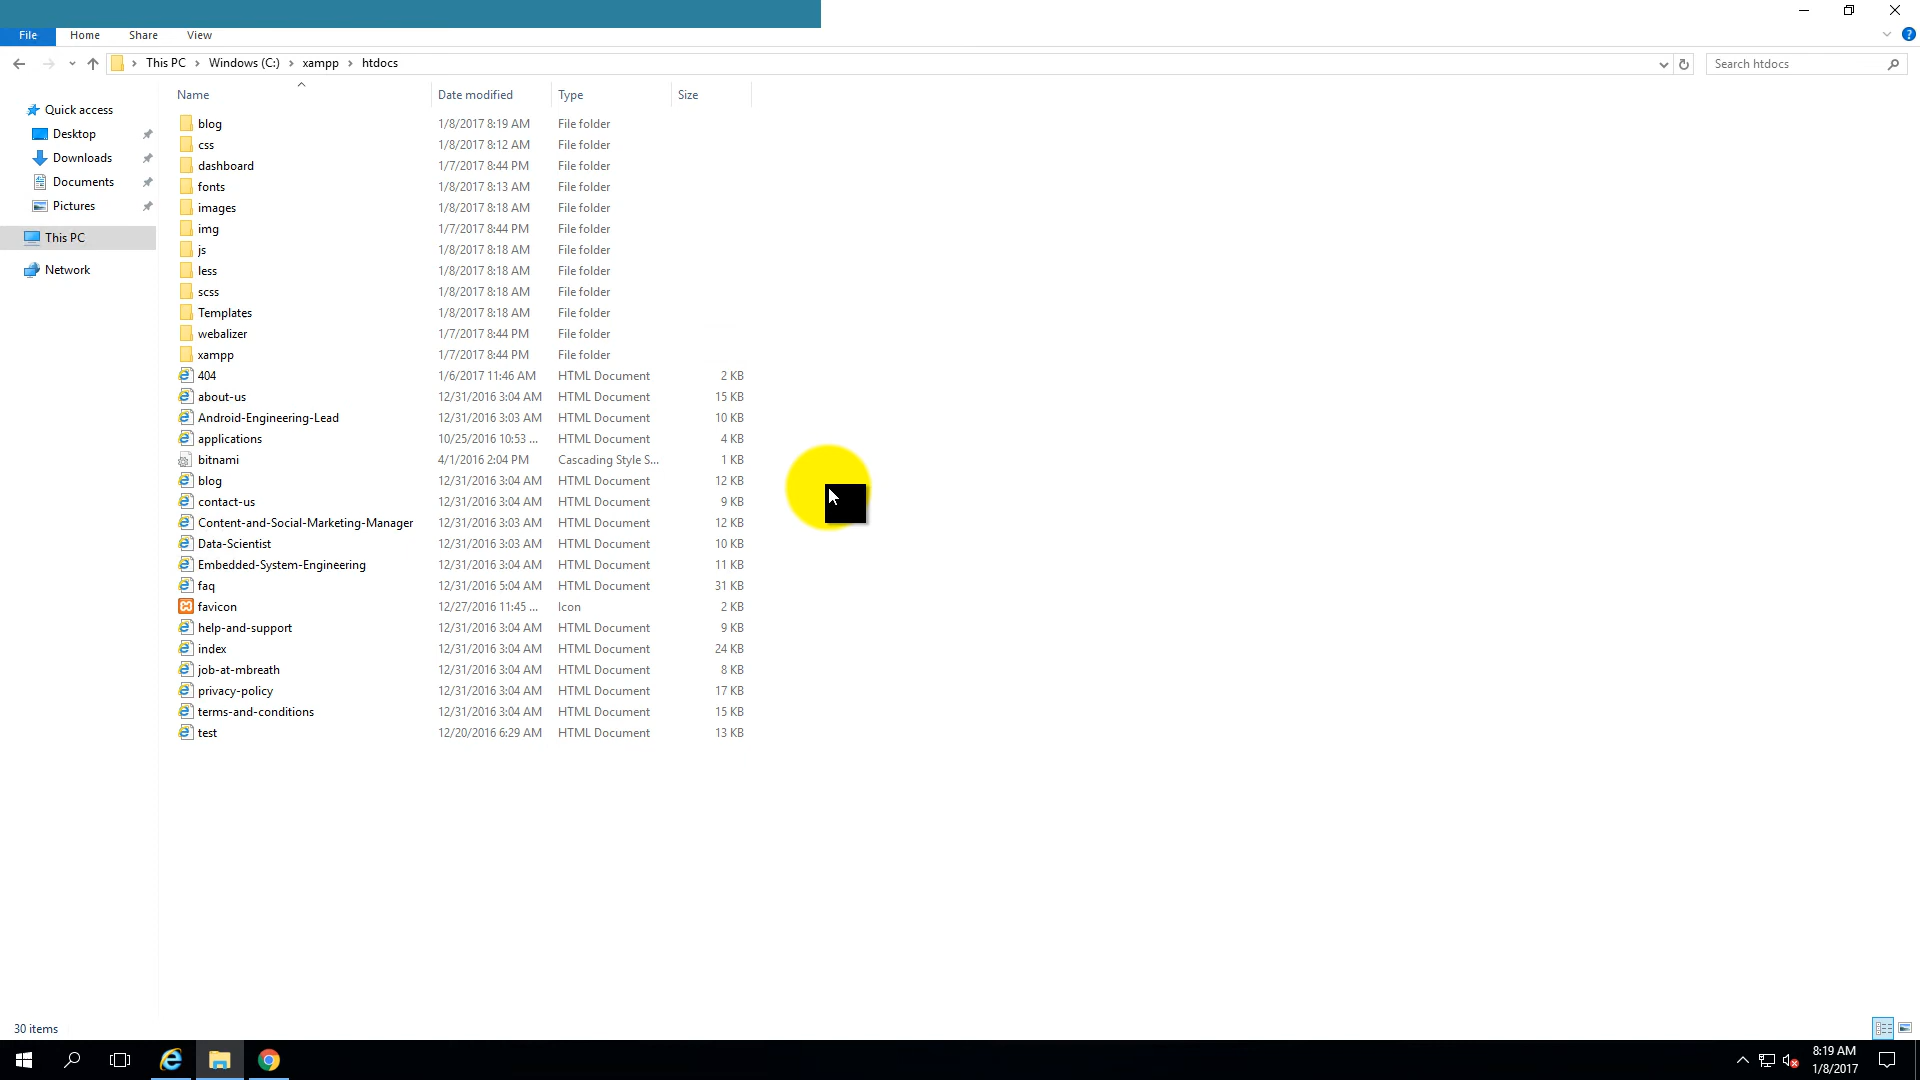 File Home Share View
This PC Windows (C:) xampp htdocs
Search htdocs
Name Date modified Type Size
Quick access
Desktop
Downloads
Documents
Pictures
This PC
Network
blog 1/8/2017 8:19 AM File folder
css 1/8/2017 8:12 AM File folder
dashboard 1/7/2017 8:44 PM File folder
fonts 1/8/2017 8:13 AM File folder
images 1/8/2017 8:18 AM File folder
img 1/7/2017 8:44 PM File folder
js 1/8/2017 8:18 AM File folder
less 1/8/2017 8:18 AM File folder
scss 1/8/2017 8:18 AM File folder
Templates 1/8/2017 8:18 AM File folder
webalizer 1/7/2017 8:44 PM File folder
xampp 1/7/2017 8:44 PM File folder
404 1/6/2017 11:46 AM HTML Document 2 KB
about-us 12/31/2016 3:04 AM HTML Document 15 KB
Android-Engineering-Lead 12/31/2016 3:03 AM HTML Document 10 KB
applications 10/25/2016 10:53 ... HTML Document 4 KB
bitnami 4/1/2016 2:04 PM Cascading Style S... 1 KB
blog 12/31/2016 3:04 AM HTML Document 12 KB
contact-us 12/31/2016 3:04 AM HTML Document 9 KB
Content-and-Social-Marketing-Manager 12/31/2016 3:03 AM HTML Document 12 KB
Data-Scientist 12/31/2016 3:03 AM HTML Document 10 KB
Embedded-System-Engineering 12/31/2016 3:04 AM HTML Document 11 KB
faq 12/31/2016 5:04 AM HTML Document 31 KB
favicon 12/27/2016 11:45 ... Icon 2 KB
help-and-support 12/31/2016 3:04 AM HTML Document 9 KB
index 12/31/2016 3:04 AM HTML Document 24 KB
job-at-mbreath 12/31/2016 3:04 AM HTML Document 8 KB
privacy-policy 12/31/2016 3:04 AM HTML Document 17 KB
terms-and-conditions 12/31/2016 3:04 AM HTML Document 15 KB
test 12/20/2016 6:29 AM HTML Document 13 KB
30 items
8:19 AM
1/8/2017